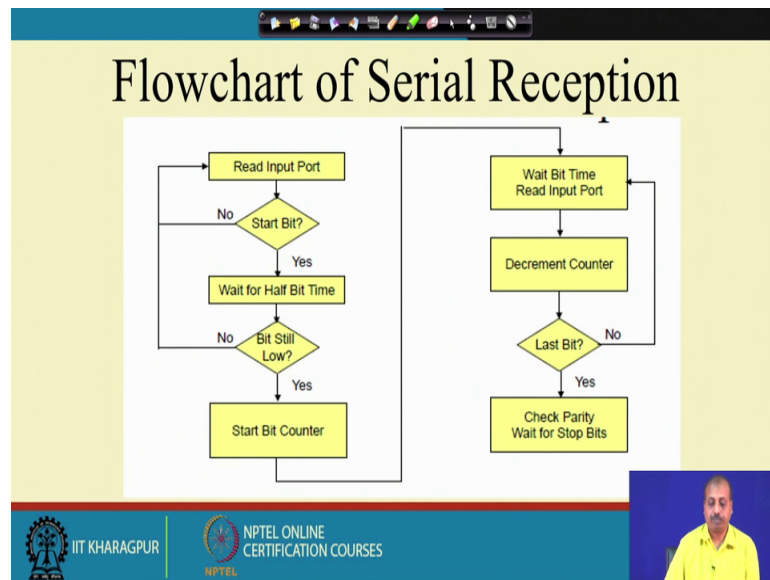 Flowchart of Serial Reception
Read Input Port
No
Start Bit?
Yes
Wait for Half Bit Time
No
Bit Still
Low?
Yes
Start Bit Counter
Wait Bit Time
Read Input Port
Decrement Counter
Last Bit?
No
Yes
Check Parity
Wait for Stop Bits
IIT KHARAGPUR
NPTEL
NPTEL ONLINE
CERTIFICATION COURSES